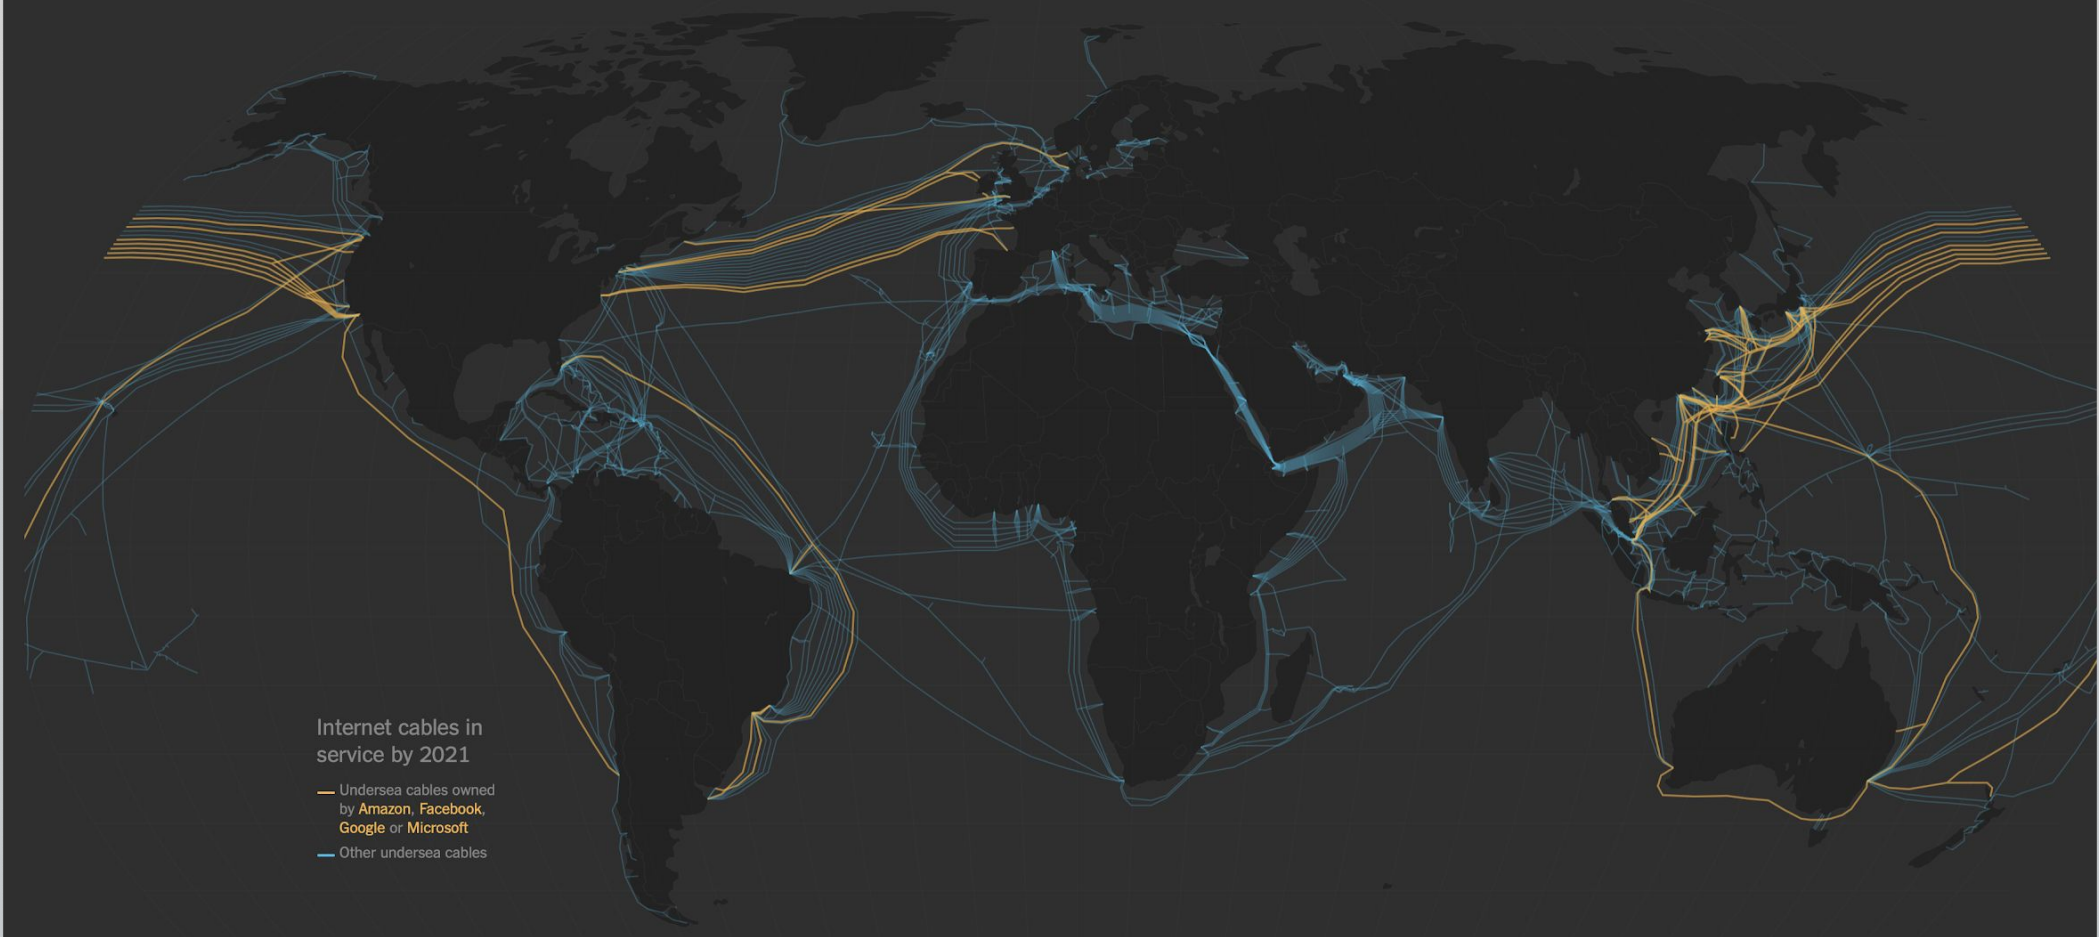 Internet cables in
service by 2021
Undersea cables owned
by Amazon, Facebook,
Google or Microsoft
Other undersea cables